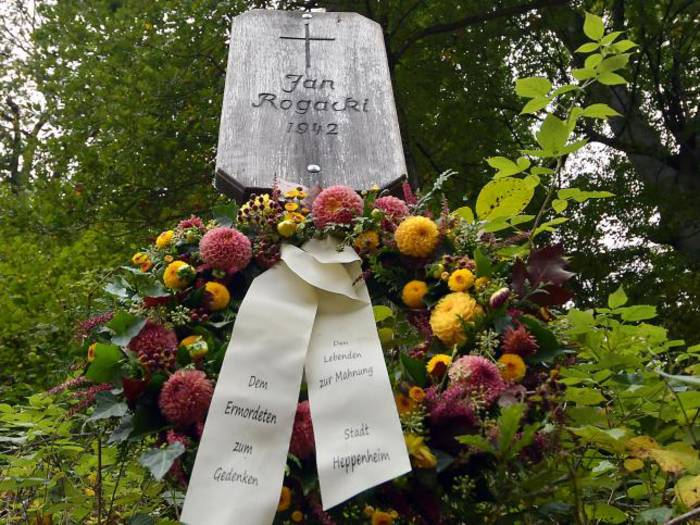 Jan
Rogacki
1942
Dem
Ermordeten
zum
Gedenken
Den
Lebenden
zur Mahnung
Stadt
Heppenheim